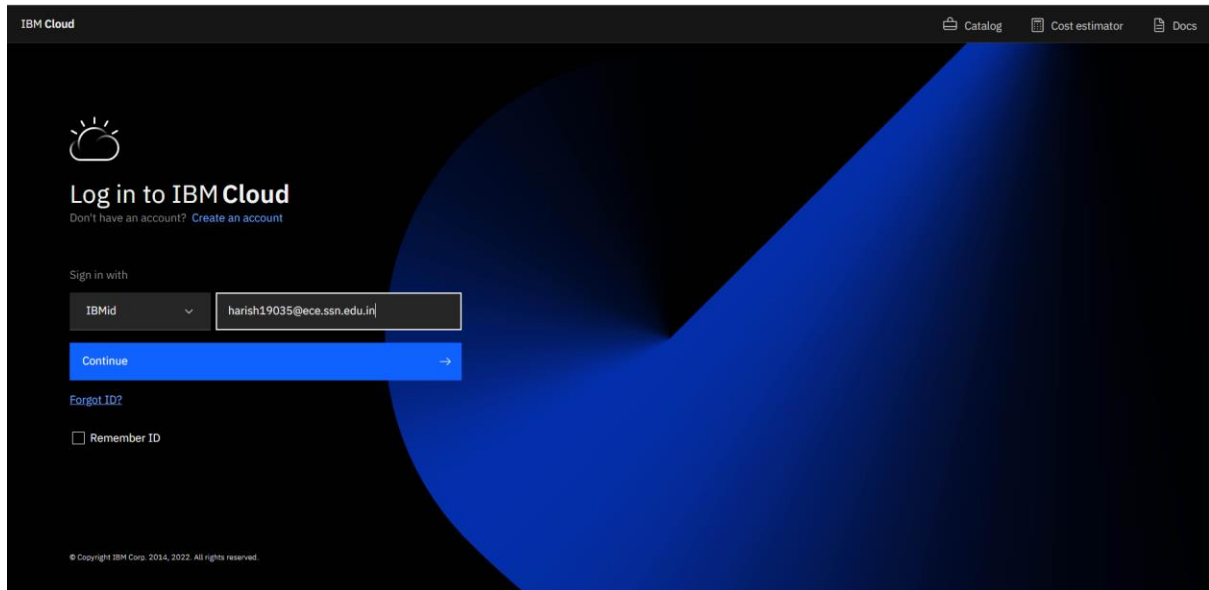 IBM Cloud
Catalog
Cost estimator
Docs
Log in to IBM Cloud
Don't have an account? Create an account
Sign in with
IBMid
harish19035@ece.ssn.edu.in
Continue
Forgot ID?
Remember ID
© Copyright IBM Corp. 2014, 2022. All rights reserved.